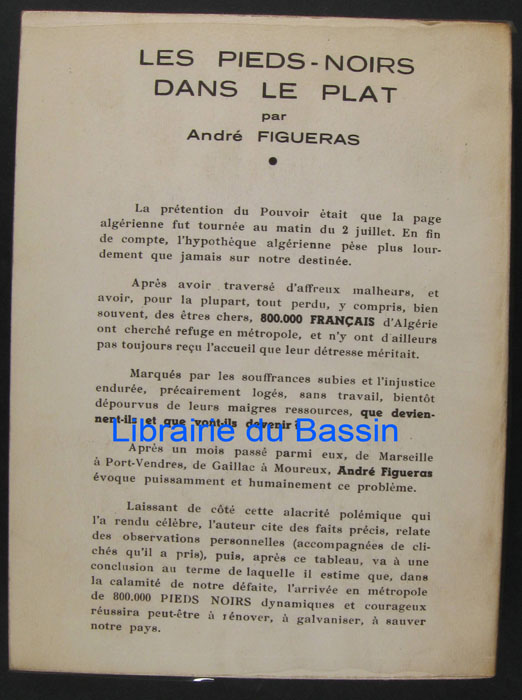 LES PIEDS-NOIRS
DANS LE PLAT
par
André FIGUERAS
La prétention du Pouvoir était que la page
algérienne fut tournée au matin du 2 juillet. En fin
de compte, l'hypothèque algérienne pèse plus lour-
dement que jamais sur notre destinée.
Après avoir traversé d'affreux malheurs, et
avoir, pour la plupart, tout perdu, y compris, bien
souvent, des êtres chers, 800.000 FRANÇAIS d'Algérie
ont cherché refuge en métropole, et n'y ont d'ailleurs
pas toujours reçu l'accueil que leur détresse méritait.
Marqués par les souffrances subies et l'injustice
endurée, précairement logés, sans travail, bientôt
dépourvus de leurs maigres ressources, que devien-
nent-ils et que vont-ils devenir ?
Librairie du Bassin
Après un mois passé parmi eux, de Marseille
à Port-Vendres, de Gaillac à Moureux, André Figueras
évoque puissamment et humainement ce problème.
Laissant de côté cette alacrité polémique qui
l'a rendu célèbre, l'auteur cite des faits précis, relate
des observations personnelles (accompagnées de cli-
chés qu'il a pris), puis, après ce tableau, va à une
conclusion au terme de laquelle il estime que, dans
la calamité de notre défaite, l'arrivée en métropole
de 800.000 PIEDS NOIRS dynamiques et courageux
réussira peut-être à rénover, à galvaniser, à sauver
notre pays.